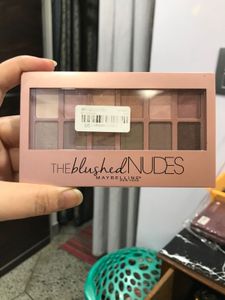 THE blushed NUDES
MAYBELLINE
NEW YORK